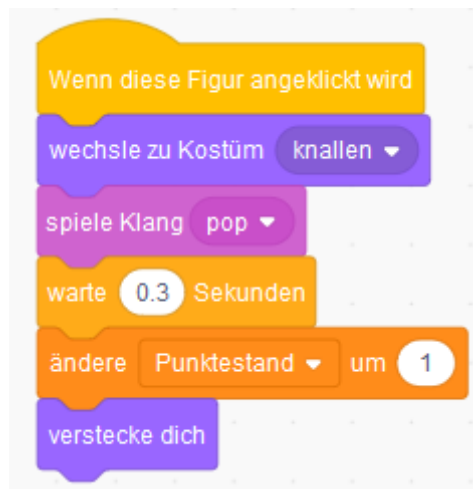 Wenn diese Figur angeklickt wird
wechsle zu Kostüm knallen
spiele Klang pop
warte 0.3 Sekunden
ändere Punktestand um 1
verstecke dich